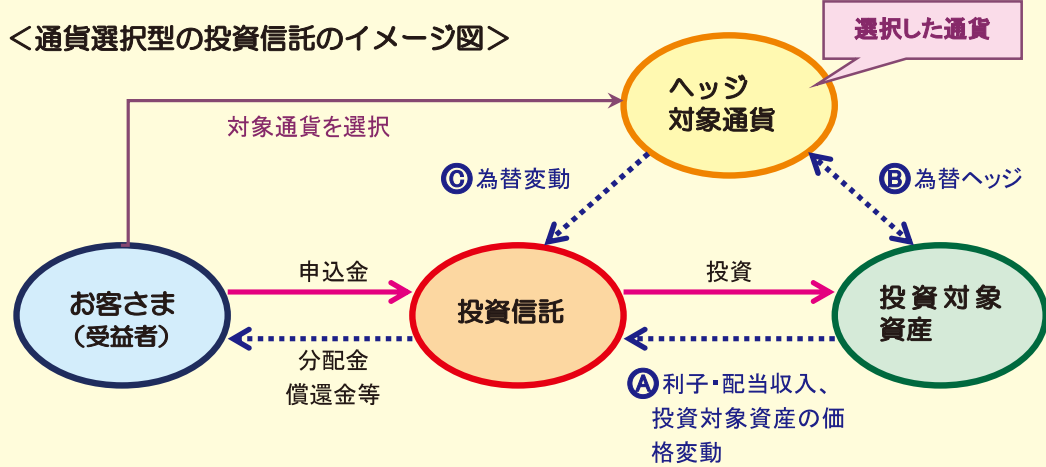 ＜通貨選択型の投資信託のイメージ図＞
選択した通貨
ヘッジ
対象通貨
対象通貨を選択
Ⓒ為替変動
Ⓑ為替ヘッジ
お客さま
（受益者）
申込金
投資信託
投資
投資対象
資産
分配金
償還金等
Ⓐ利子・配当収入、
投資対象資産の価
格変動